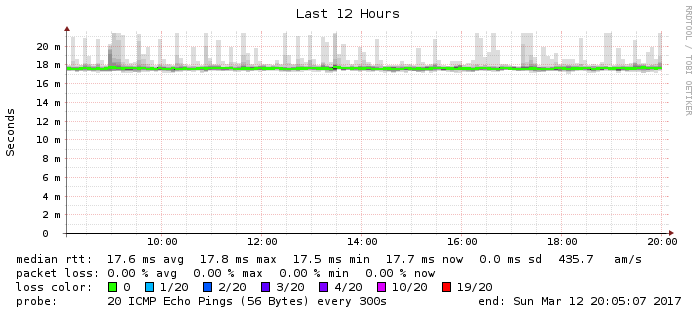 Last 12 Hours
RRDTOOL / TOBI OETIKER
Seconds
20 m
18 m
16 m
14 m
12 m
10 m
8 m
6 m
4 m
2 m
0
10:00 12:00 14:00 16:00 18:00 20:00
median rtt: 17.6 ms avg 17.8 ms max 17.5 ms min 17.7 ms now 0.0 ms sd 435.7 am/s
packet loss: 0.00 % avg 0.00 % max 0.00 % min 0.00 % now
loss color: 0 1/20 2/20 3/20 4/20 10/20 19/20
probe: 20 ICMP Echo Pings (56 Bytes) every 300s end: Sun Mar 12 20:05:07 2017